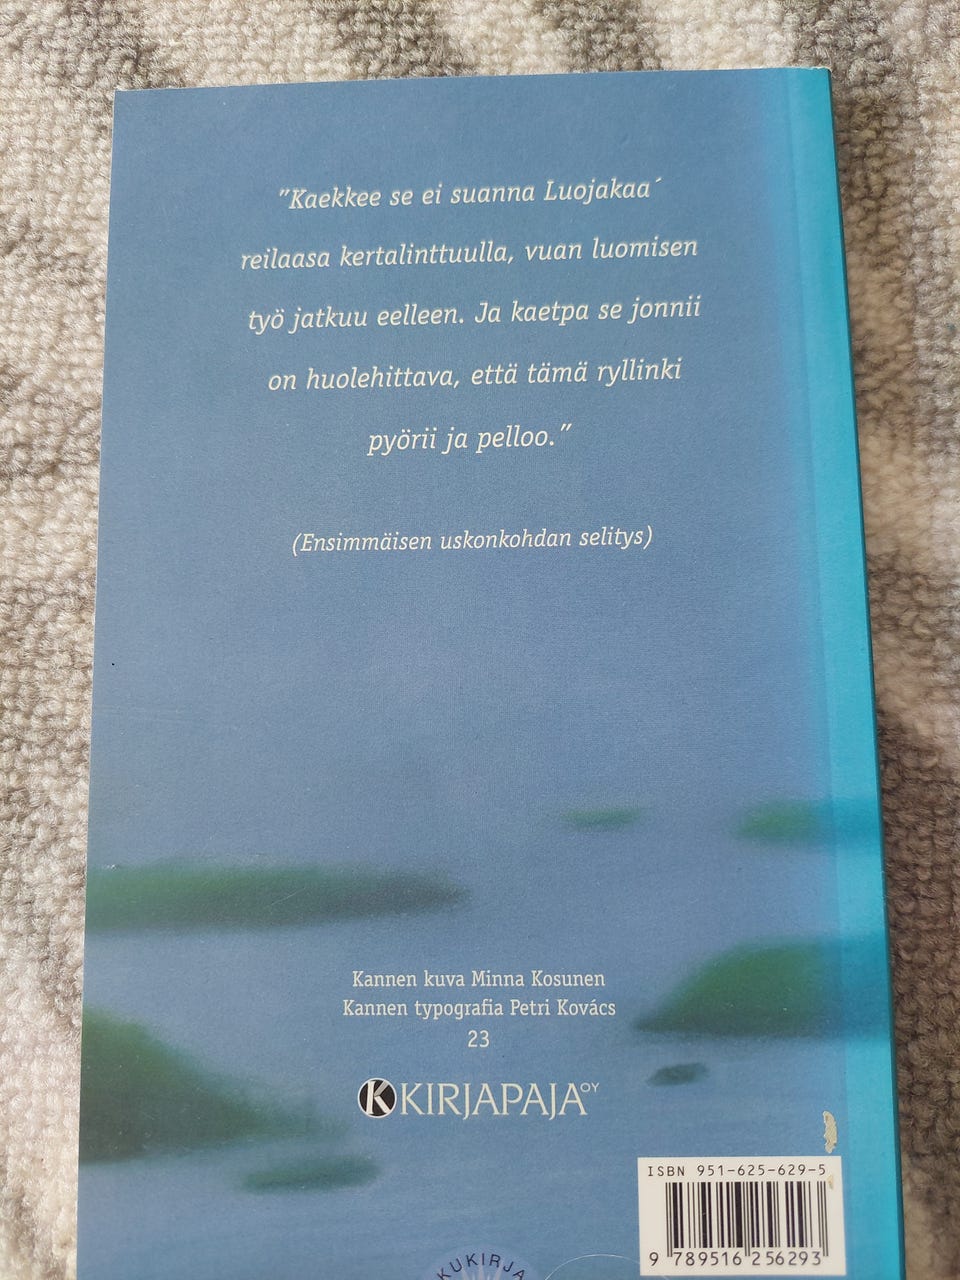 "Kaekkee se ei suanna Luojakaa´
reilaasa kertalinttuulla, vuan luomisen
työ jatkuu eelleen. Ja kaetpa se jonnii
on huolehittava, että tämä ryllinki
pyörii ja pelloo."
(Ensimmäisen uskonkohdan selitys)
Kannen kuva Minna Kosunen
Kannen typografia Petri Kovács
23
K KIRJAPAJA OY
ISBN 951-625-629-5
9 789516 256293